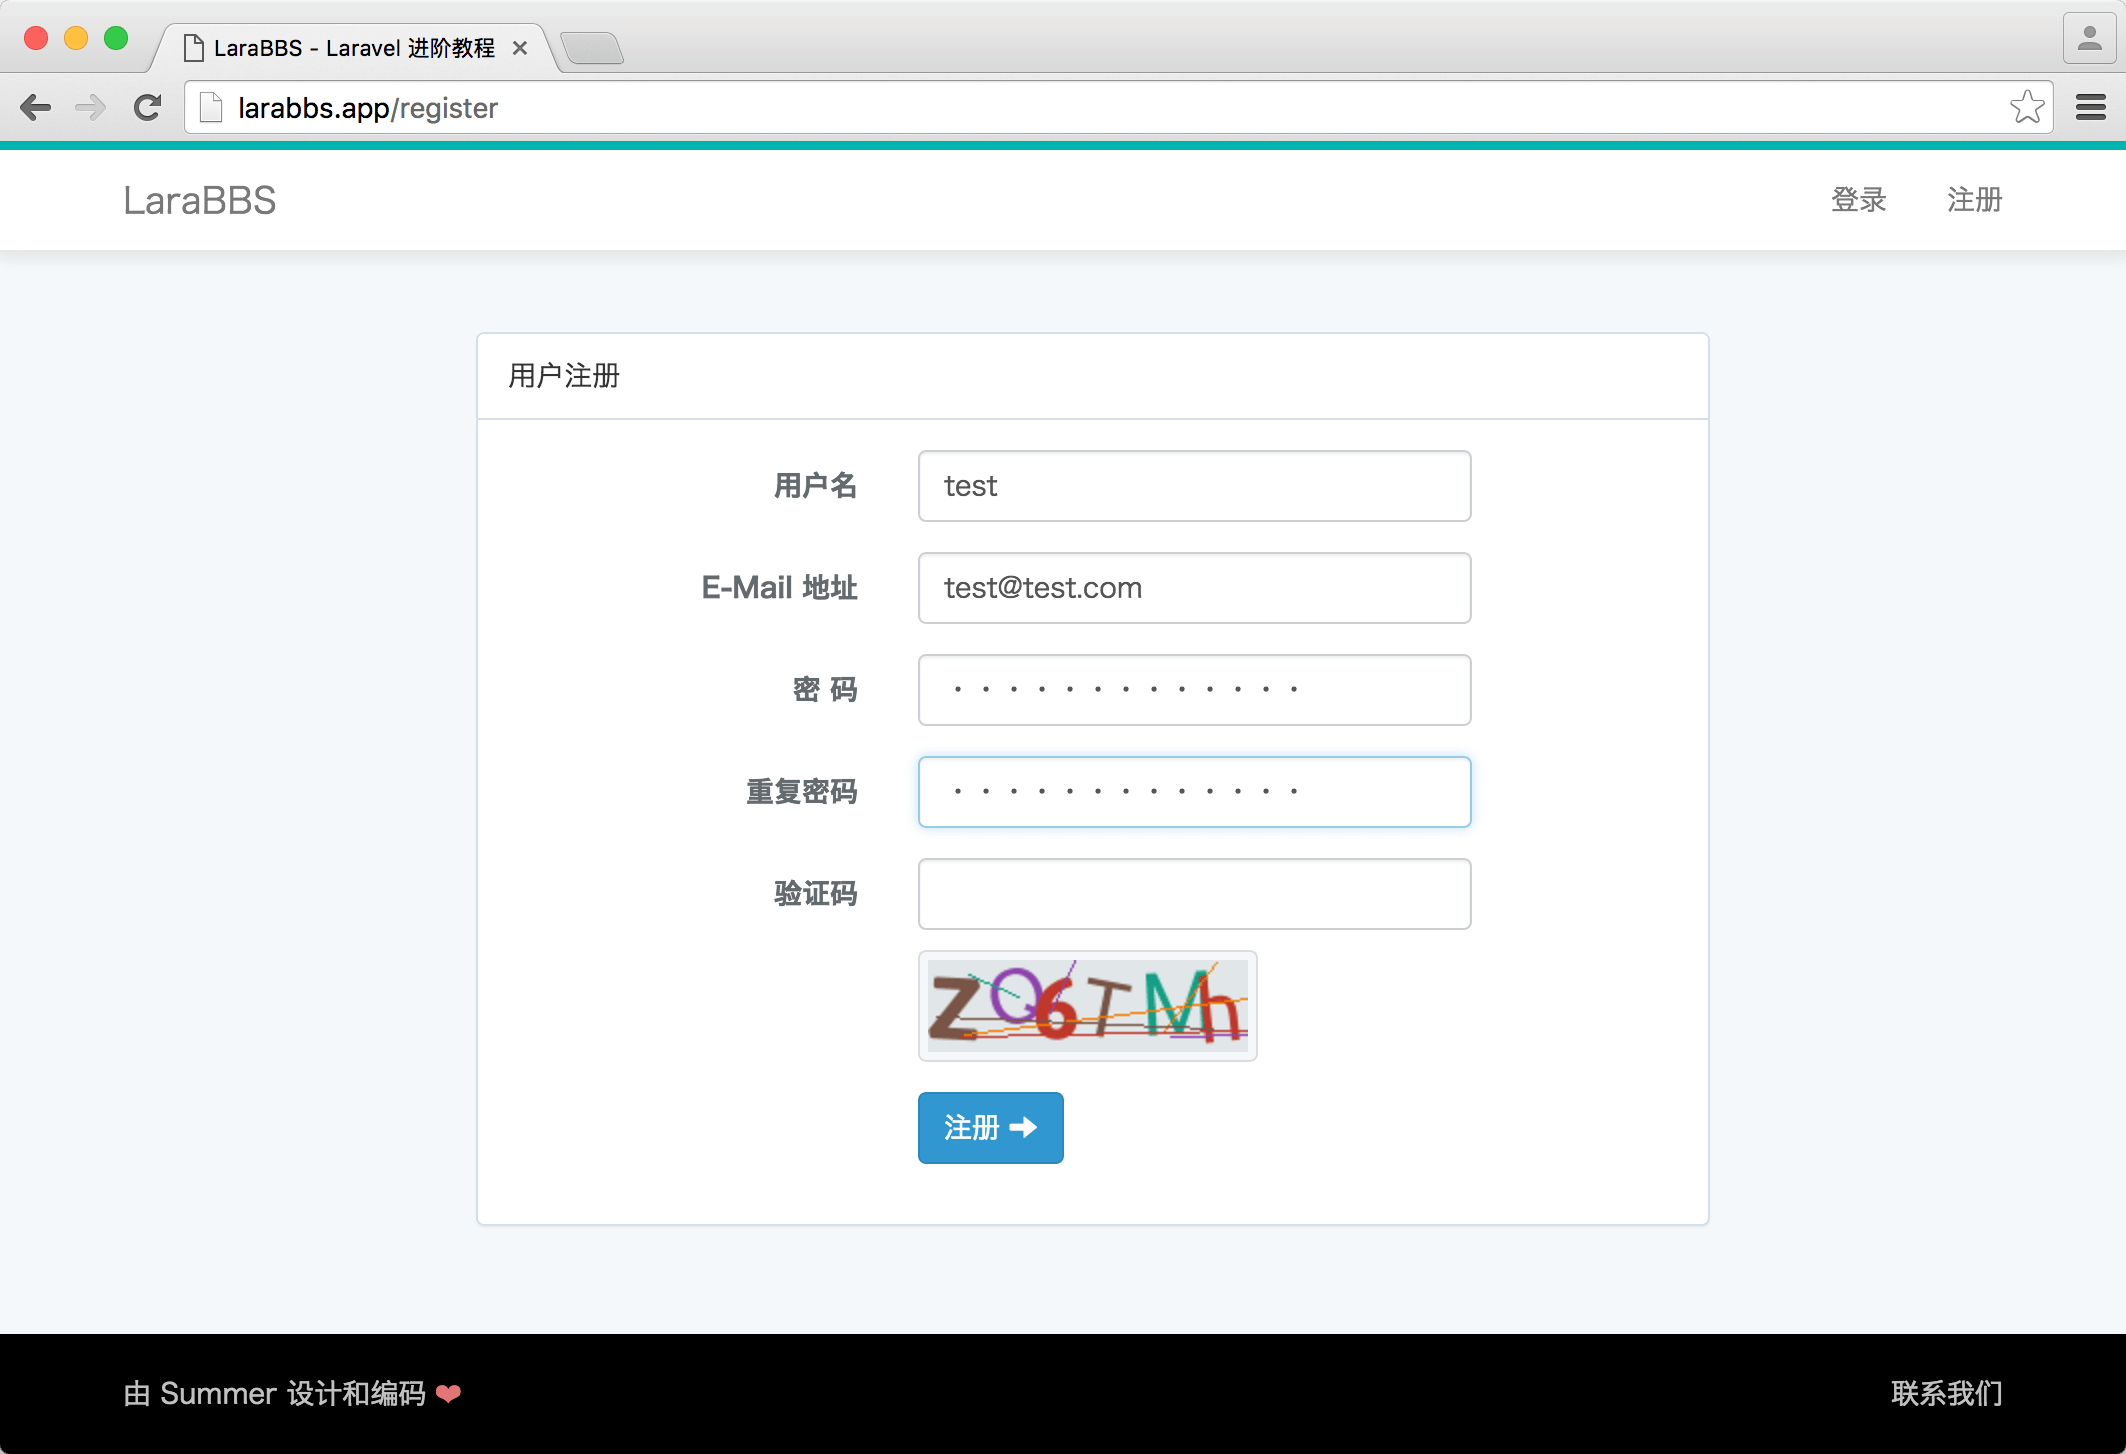 LaraBBS - Laravel 进阶教程
larabbs.app/register
LaraBBS
登录
注册
用户注册
用户名
test
E-Mail 地址
test@test.com
密 码
·············
重复密码
·············
验证码
ZQ6TMh
注册
由 Summer 设计和编码 ❤
联系我们